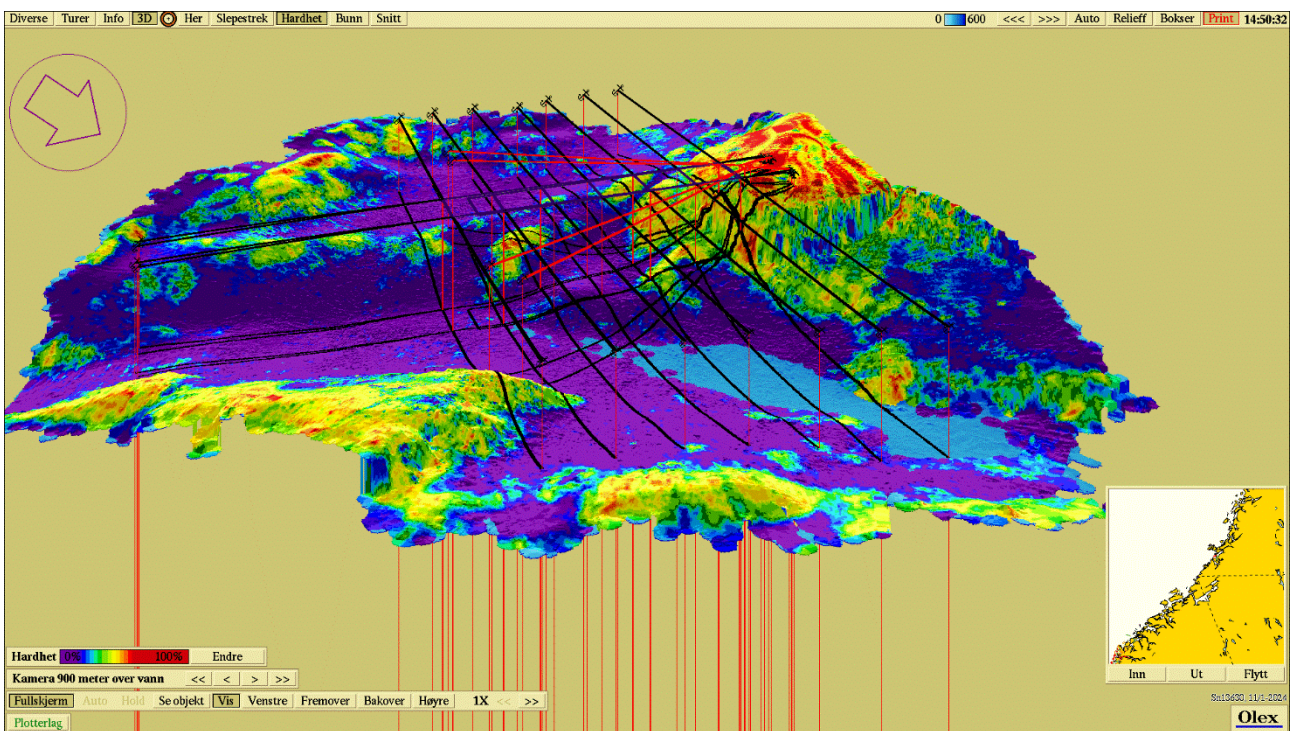 Diverse Turer Info 3D Her Slepestrek Hardhet Bunn Snitt 0 600 <<< >>> Auto Relieff Bokser Print 14:50:32
Hardhet 0% 100% Endre
Kamera 900 meter over vann << < > >>
Fullskjerm Auto Hold Se objekt Vis Venstre Fremover Bakover Høyre 1X << >>
Plotterlag
Inn Ut Flytt
Olex